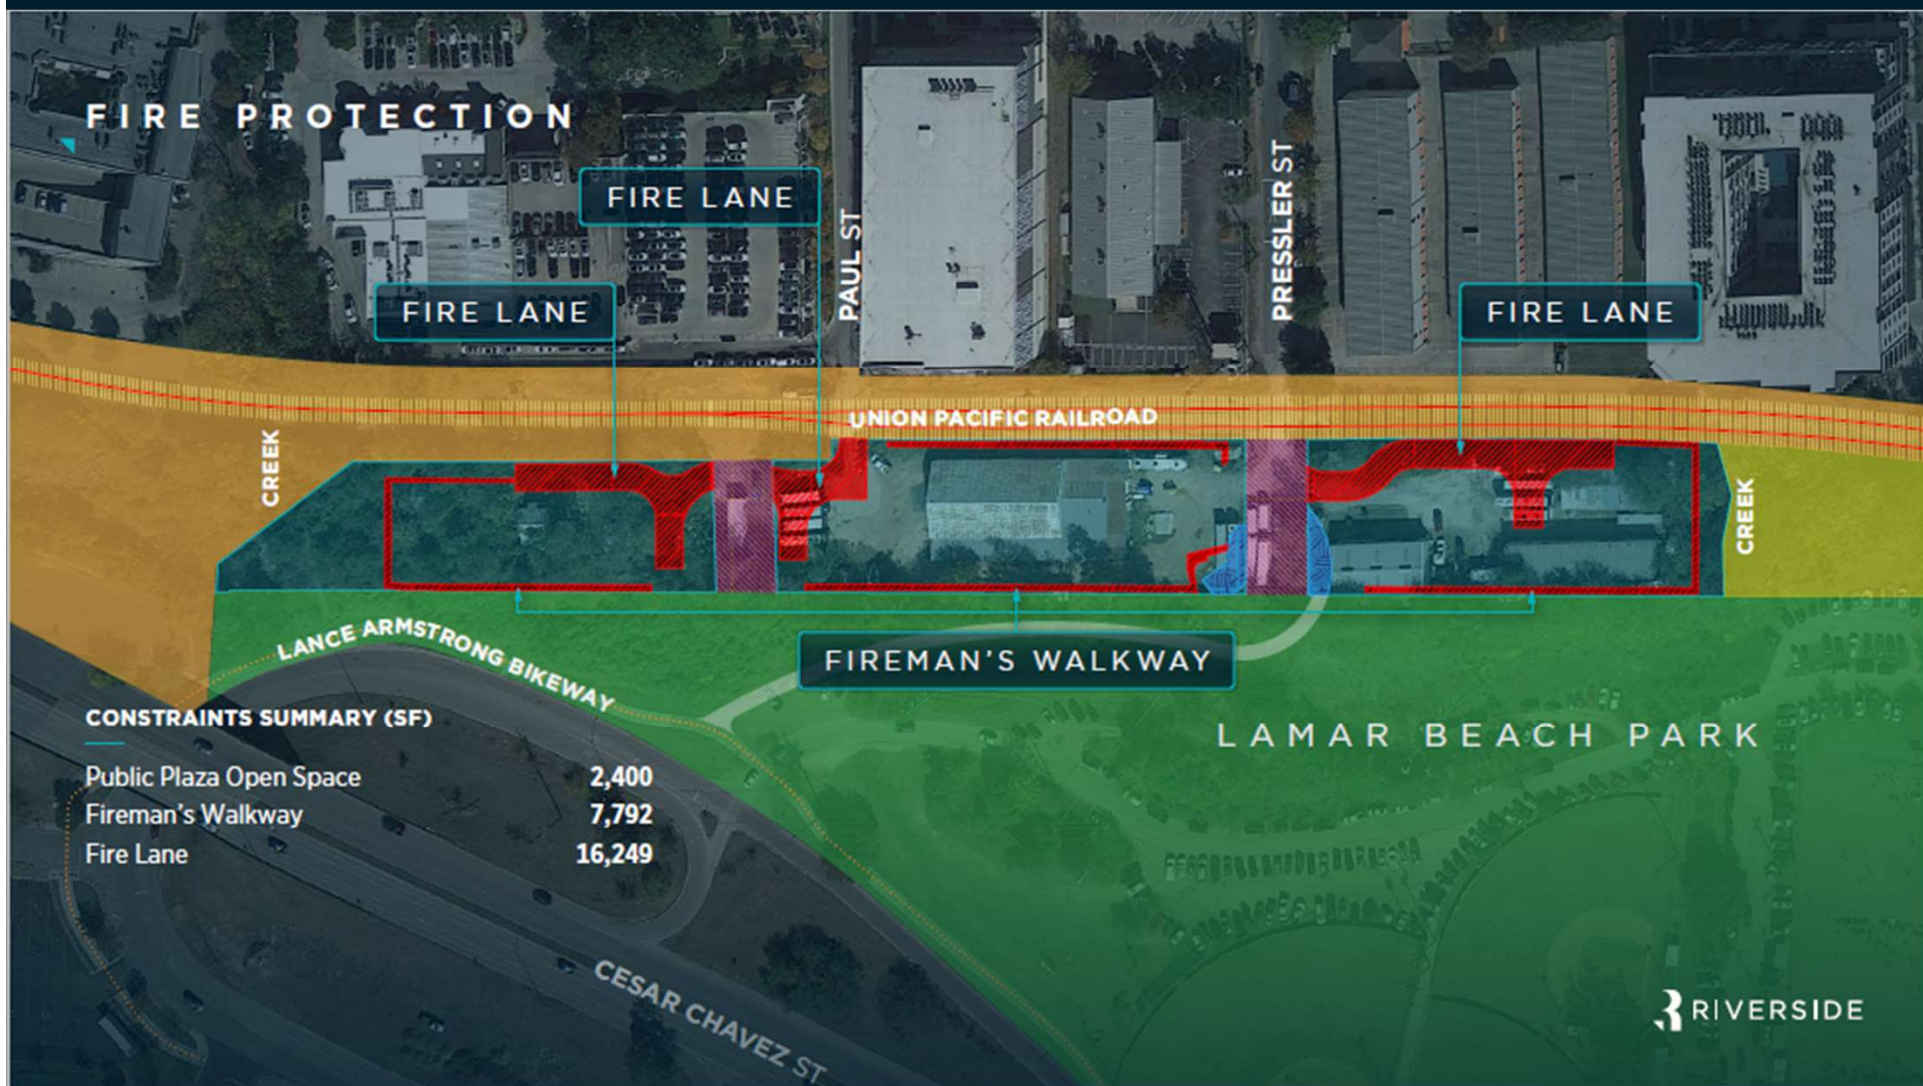 FIRE PROTECTION
FIRE LANE
FIRE LANE
PAUL ST
PRESSLER ST
FIRE LANE
UNION PACIFIC RAILROAD
CREEK
CREEK
LANCE ARMSTRONG BIKEWAY
FIREMAN'S WALKWAY
LAMAR BEACH PARK
CONSTRAINTS SUMMARY (SF)
Public Plaza Open Space 2,400
Fireman's Walkway 7,792
Fire Lane 16,249
CESAR CHAVEZ ST
RIVERSIDE